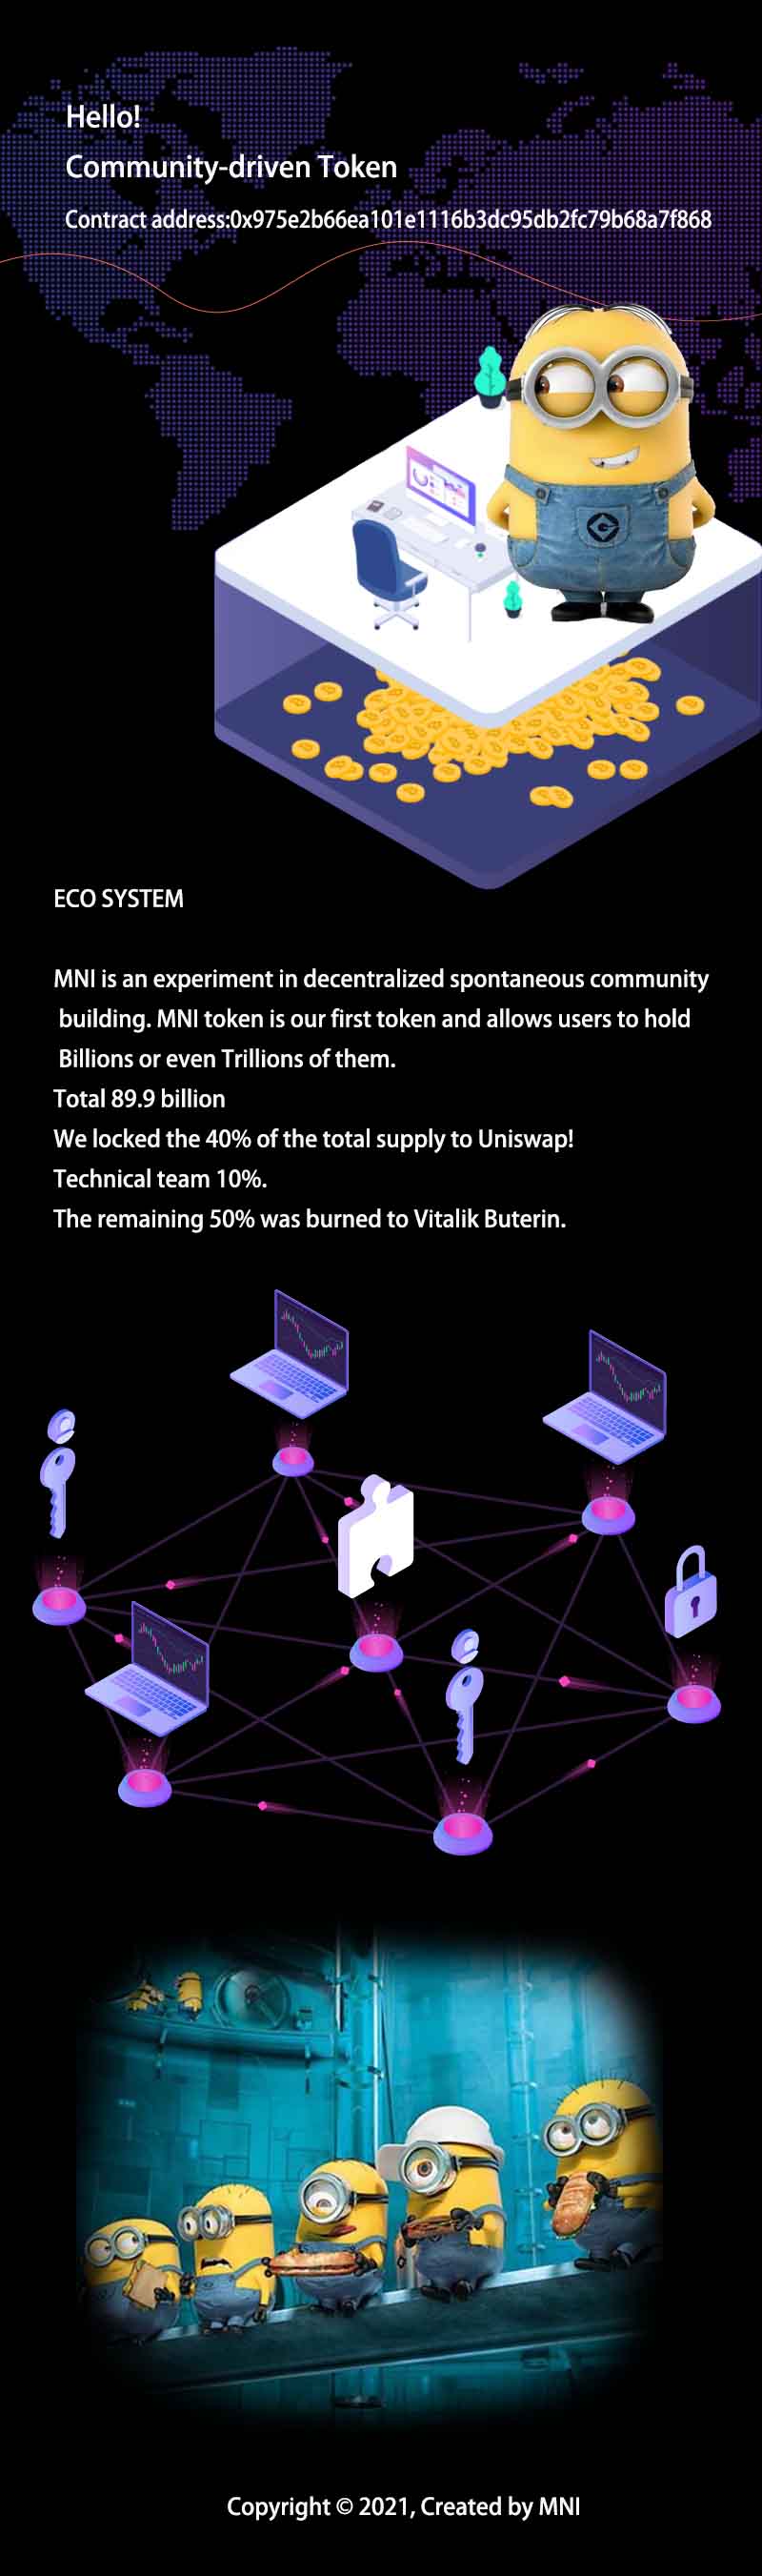 Hello!
Community-driven Token
Contract address:0x975e2b66ea101e1116b3dc95db2fc79b68a7f868
ECO SYSTEM
MNI is an experiment in decentralized spontaneous community
building. MNI token is our first token and allows users to hold
Billions or even Trillions of them.
Total 89.9 billion
We locked the 40% of the total supply to Uniswap!
Technical team 10%.
The remaining 50% was burned to Vitalik Buterin.
Copyright © 2021, Created by MNI